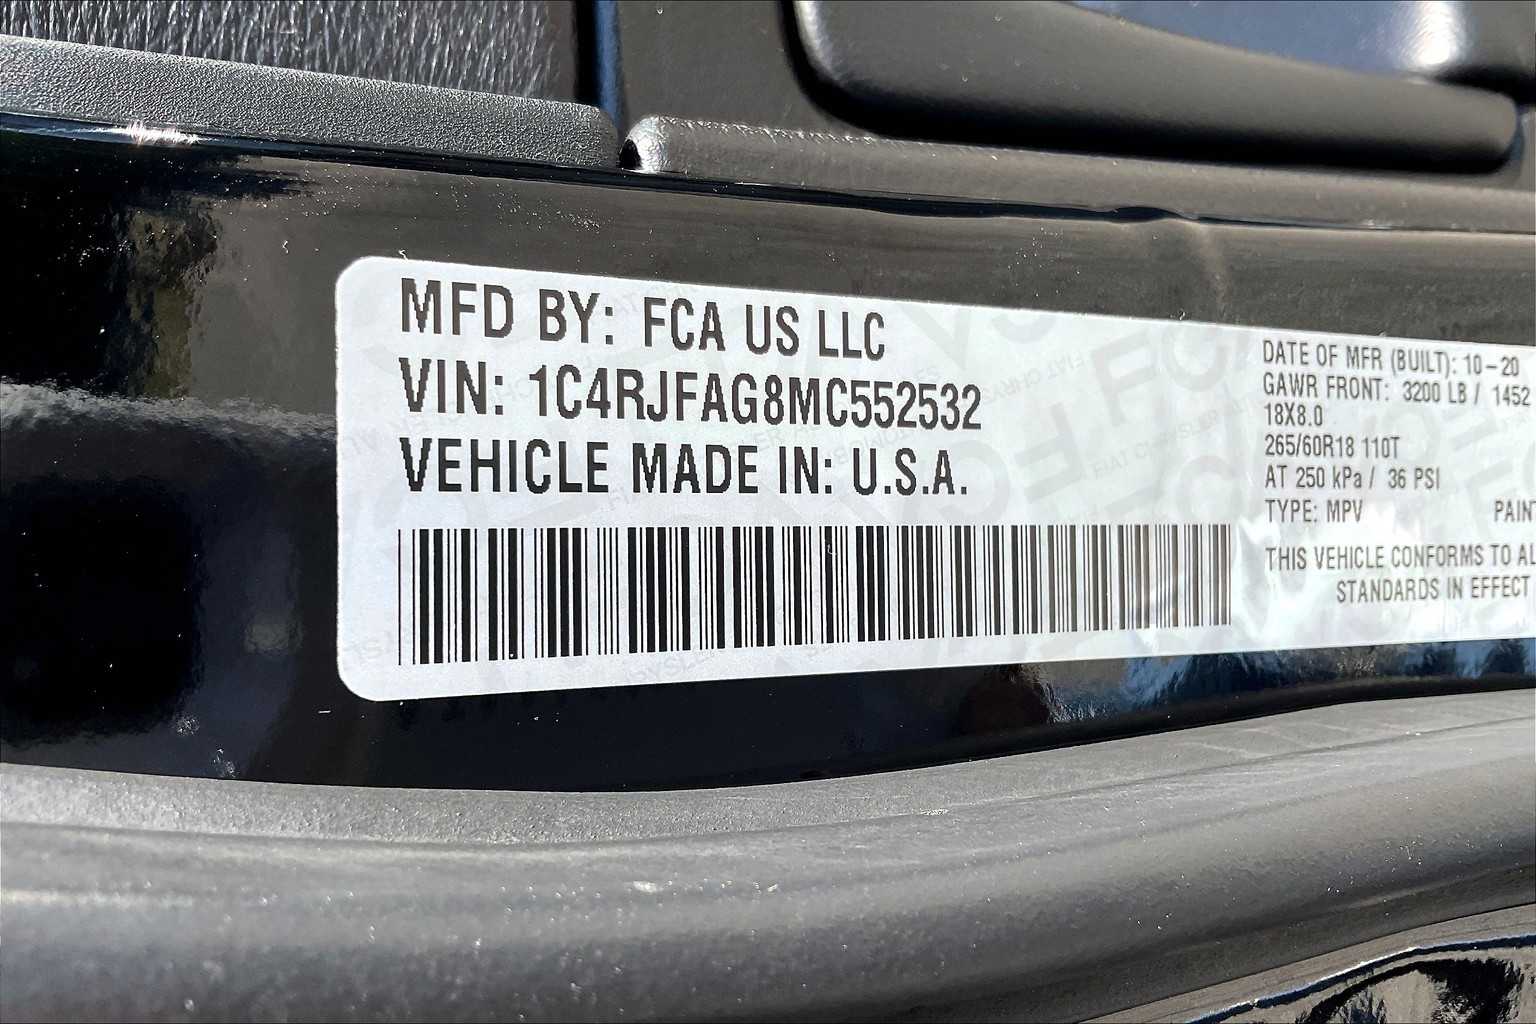 MFD BY: FCA US LLC
VIN: 1C4RJFAG8MC552532
VEHICLE MADE IN: U.S.A.
DATE OF MFR (BUILT): 10-20
GAWR FRONT: 3200 LB / 1452
18X8.0
265/60R18 110T
AT 250 kPa / 36 PSI
TYPE: MPV
THIS VEHICLE CONFORMS TO
STANDARDS IN EFFECT